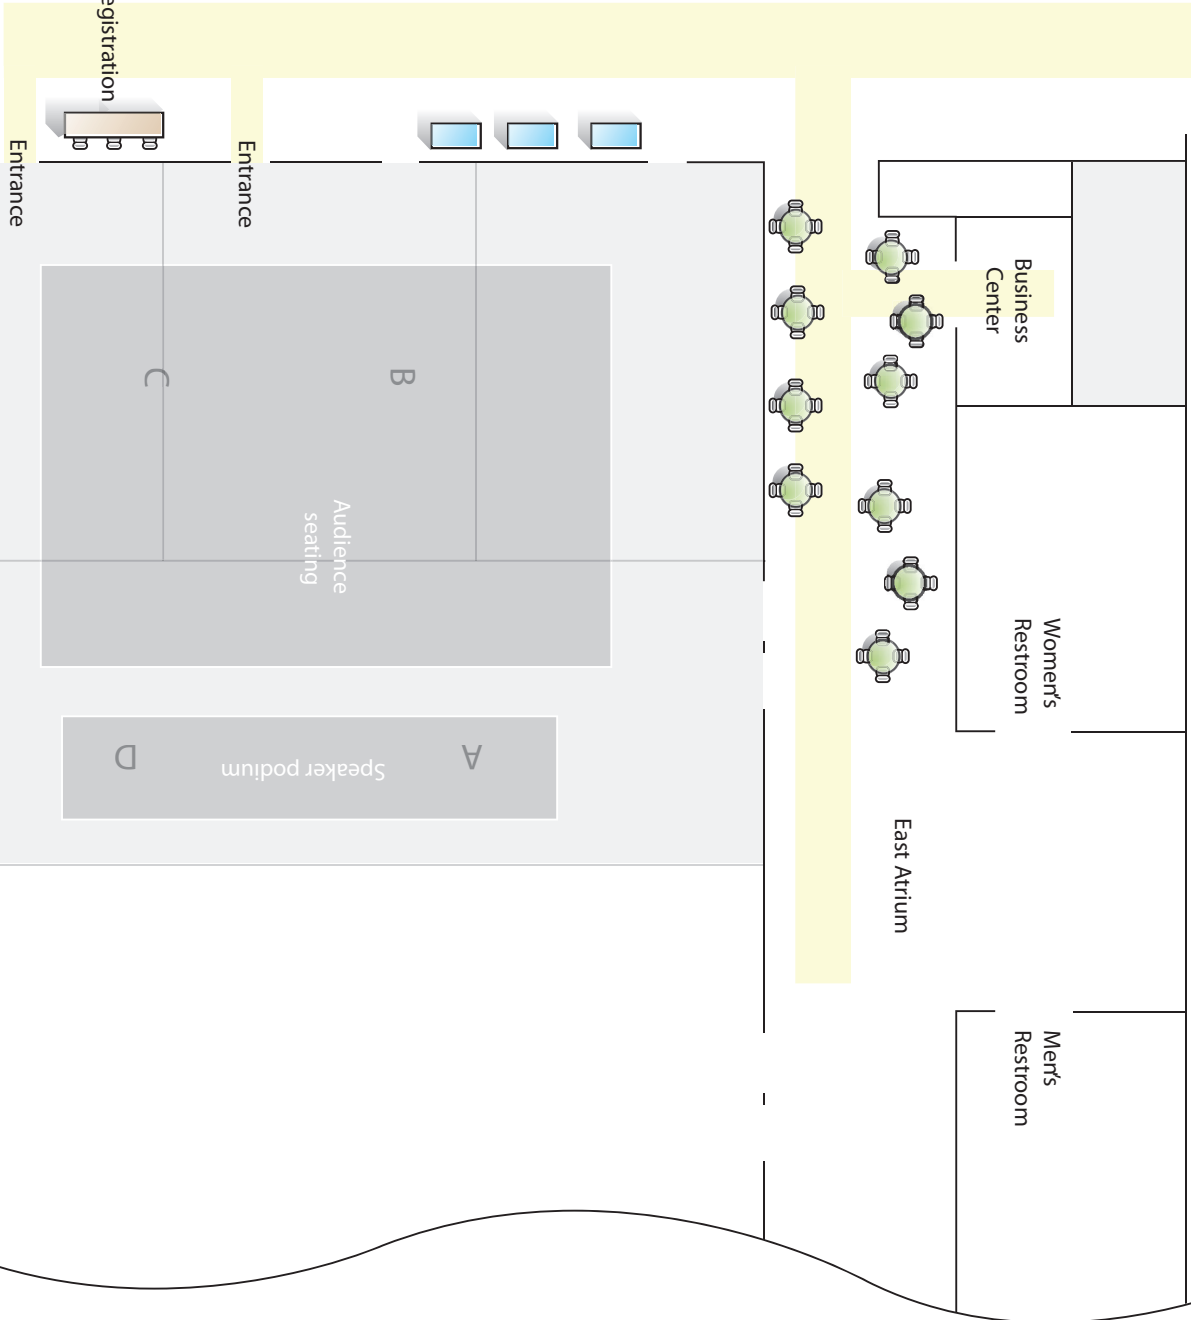 egistration
Entrance
Entrance
Business
Center
C
B
Audience
seating
Women's
Restroom
D
Speaker podium
A
East Atrium
Men's
Restroom